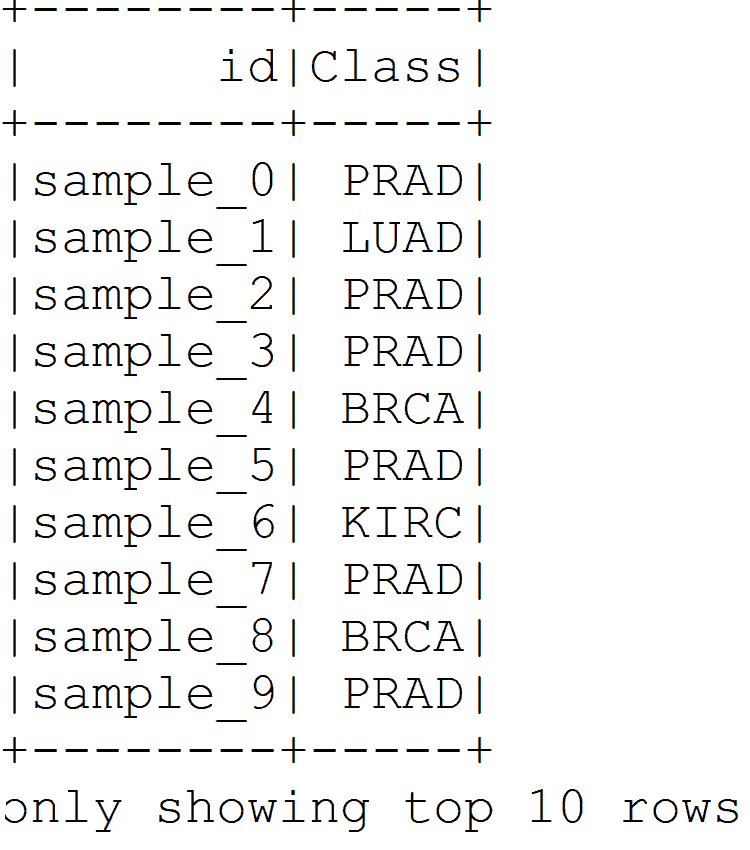 +--------+-----+
|      id|Class|
+--------+-----+
|sample_0| PRAD|
|sample_1| LUAD|
|sample_2| PRAD|
|sample_3| PRAD|
|sample_4| BRCA|
|sample_5| PRAD|
|sample_6| KIRC|
|sample_7| PRAD|
|sample_8| BRCA|
|sample_9| PRAD|
+--------+-----+
only showing top 10 rows